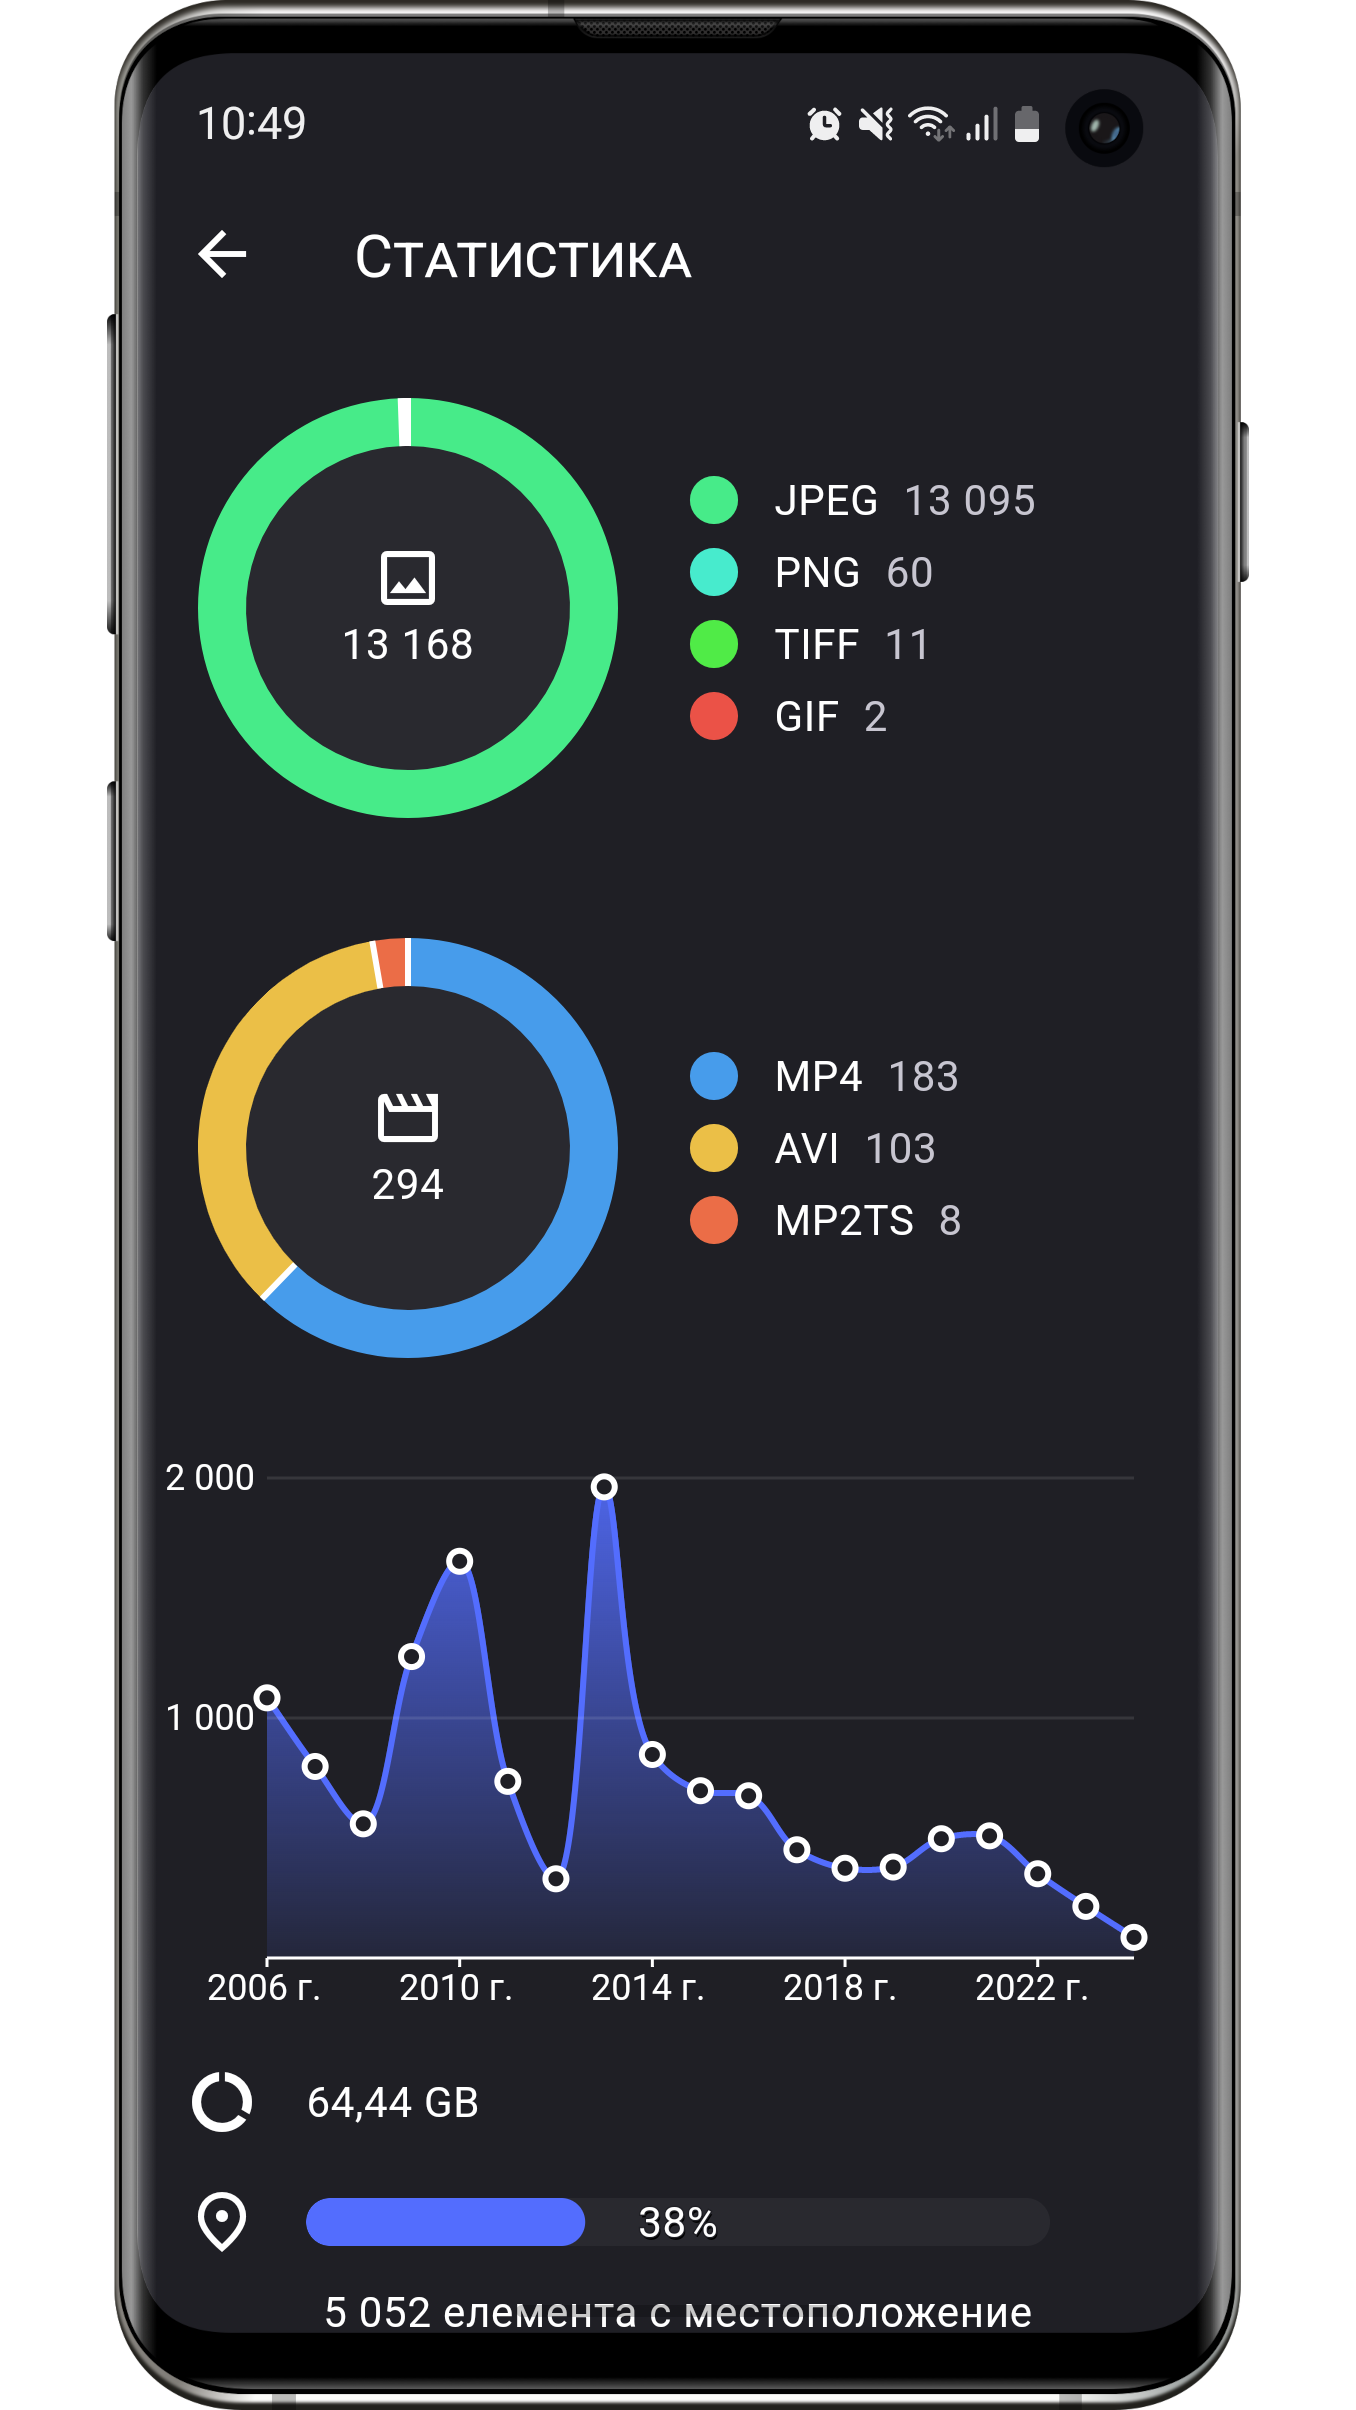 10:49
Статистика
JPEG 13 095
PNG 60
TIFF 11
GIF 2
13 168
MP4 183
AVI 103
MP2TS 8
294
2 000
1 000
2006 г. 2010 г. 2014 г. 2018 г. 2022 г.
64,44 GB
38%
5 052 елемента с местоположение